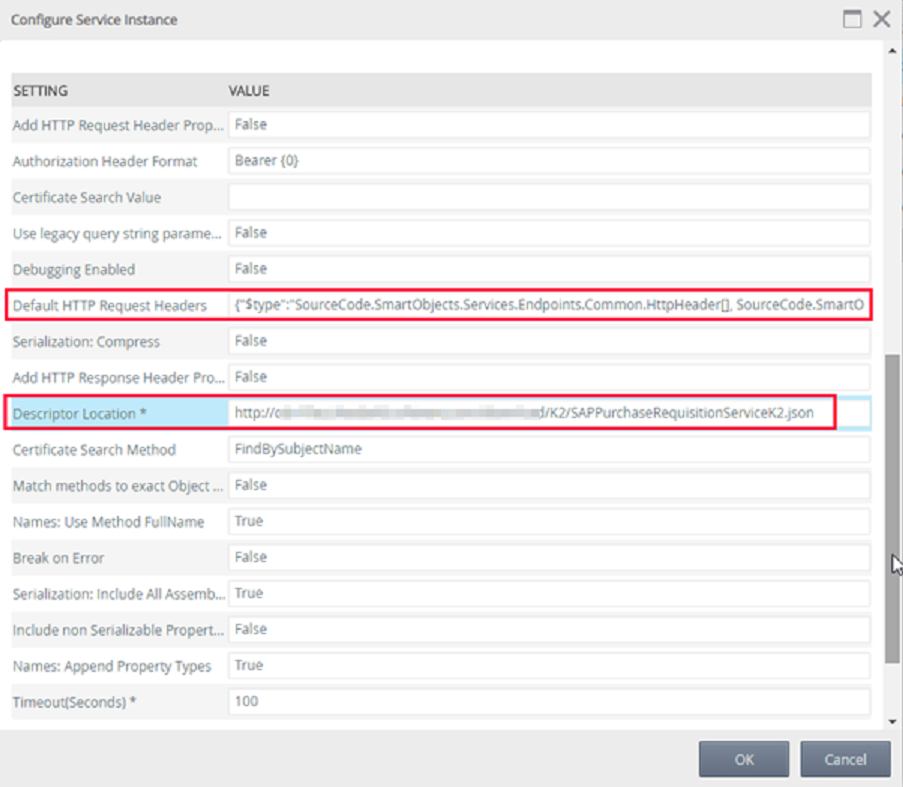 Configure Service Instance
SETTING VALUE
Add HTTP Request Header Prop... False
Authorization Header Format Bearer {0}
Certificate Search Value
Use legacy query string parame... False
Debugging Enabled False
Default HTTP Request Headers {"$type":"SourceCode.SmartObjects.Services.Endpoints.Common.HttpHeader[], SourceCode.SmartO
Serialization: Compress False
Add HTTP Response Header Pro... False
Descriptor Location * http:// /K2/SAPPurchaseRequisitionServiceK2.json
Certificate Search Method FindBySubjectName
Match methods to exact Object ... False
Names: Use Method FullName True
Break on Error False
Serialization: Include All Assemb... True
Include non Serializable Propert... False
Names: Append Property Types True
Timeout(Seconds) * 100
OK Cancel